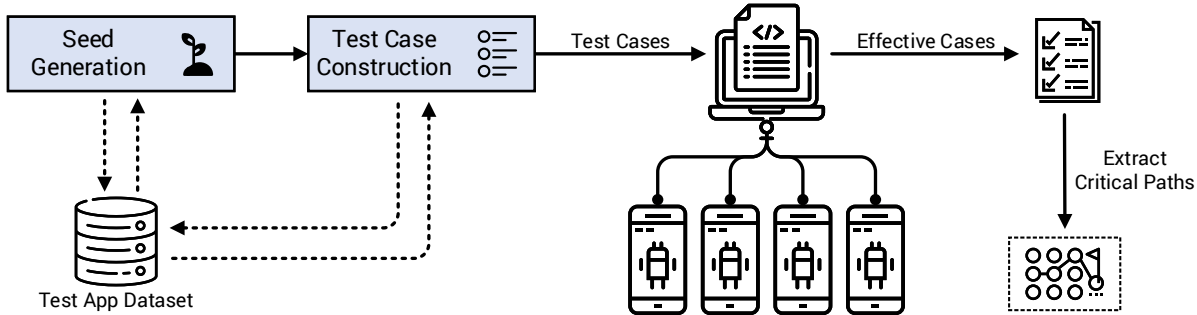 Seed
Generation
Test Case
Construction
Test Cases
</>
Effective Cases
Extract
Critical Paths
Test App Dataset